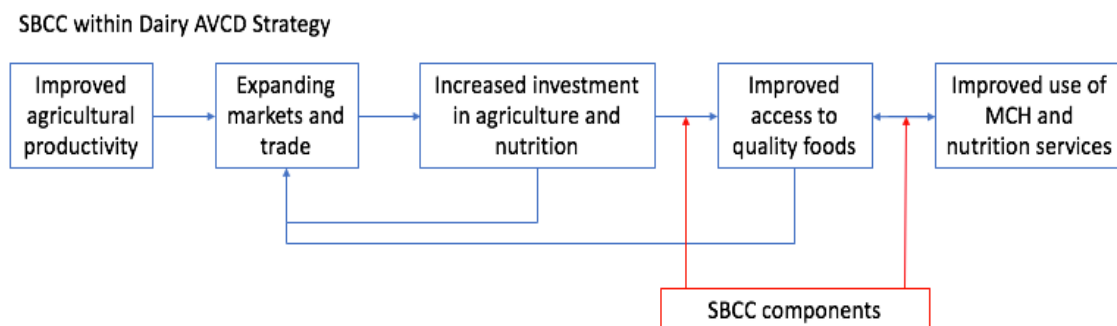 SBCC within Dairy AVCD Strategy
Improved
agricultural
productivity
Expanding
markets and
trade
Increased investment
in agriculture and
nutrition
Improved
access to
quality foods
Improved use of
MCH and
nutrition services
SBCC components